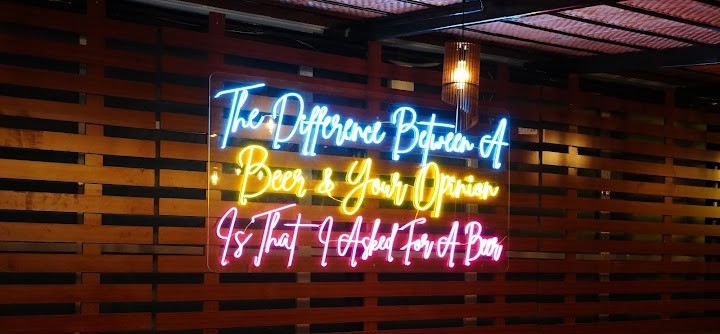 The Difference Between A
Beer & Your Opinion
Is That I Asked For A Beer